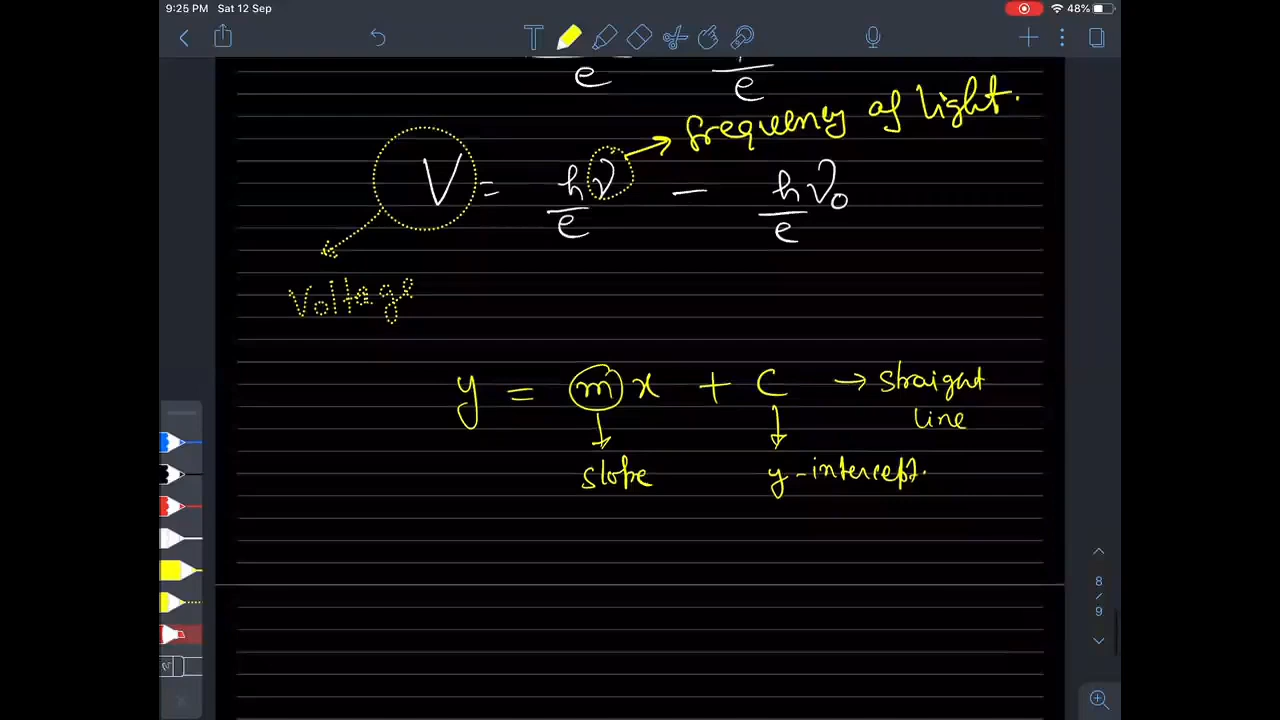 9:25 PM Sat 12 Sep 48%
e e
frequency of light.
V = hν/e - hν₀/e
Voltage
y = mx + C → straight
line
slope y-intercept.
8
/
9